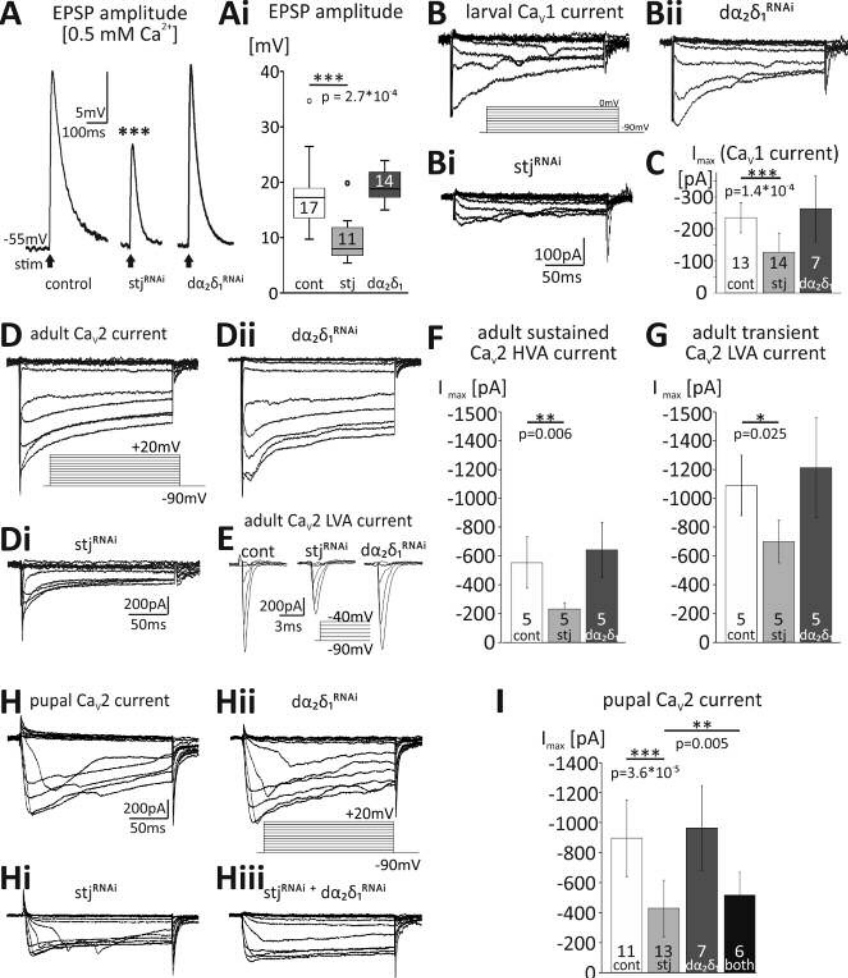 A
EPSP amplitude
[0.5 mM Ca²⁺]
5mV
100ms
***
-55mV
stim
control
stjᴿᴺᴬⁱ
dα₂δ₁ᴿᴺᴬⁱ
Ai
EPSP amplitude
[mV]
40
30
20
10
0
***
p = 2.7*10⁻⁴
17
11
14
cont
stj
dα₂δ₁
B
larval Caᵥ1 current
0mV
-90mV
Bii
dα₂δ₁ᴿᴺᴬⁱ
Bi
stjᴿᴺᴬⁱ
100pA
50ms
C
Iₘₐₓ (Caᵥ1 current)
[pA]
***
p=1.4*10⁻⁴
-300
-200
-100
0
13
14
7
cont
stj
dα₂δ₁
D
adult Caᵥ2 current
+20mV
-90mV
Dii
dα₂δ₁ᴿᴺᴬⁱ
Di
stjᴿᴺᴬⁱ
200pA
50ms
E
adult Caᵥ2 LVA current
cont
stjᴿᴺᴬⁱ
dα₂δ₁ᴿᴺᴬⁱ
200pA
3ms
-40mV
-90mV
F
adult sustained
Caᵥ2 HVA current
Iₘₐₓ [pA]
-1500
-1400
-1200
-1000
-800
-600
-400
-200
0
**
p=0.006
5
5
5
cont
stj
dα₂δ₁
G
adult transient
Caᵥ2 LVA current
Iₘₐₓ [pA]
-1500
-1400
-1200
-1000
-800
-600
-400
-200
0
*
p=0.025
5
5
5
cont
stj
dα₂δ₁
H
pupal Caᵥ2 current
200pA
50ms
Hii
dα₂δ₁ᴿᴺᴬⁱ
+20mV
-90mV
Hi
stjᴿᴺᴬⁱ
Hiii
stjᴿᴺᴬⁱ ⁺ dα₂δ₁ᴿᴺᴬⁱ
I
pupal Caᵥ2 current
Iₘₐₓ [pA]
-1400
-1200
-1000
-800
-600
-400
-200
0
***
p=3.6*10⁻⁵
**
p=0.005
11
13
7
6
cont
stj
dα₂δ₁
both